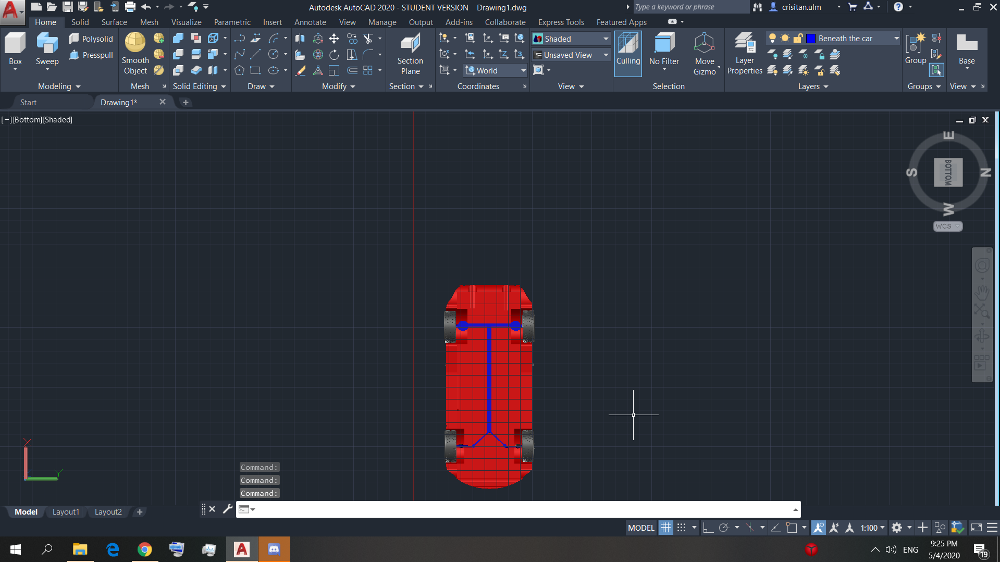 Autodesk AutoCAD 2020 - STUDENT VERSION Drawing1.dwg
Type a keyword or phrase
crisitan.ulm
Home Solid Surface Mesh Visualize Parametric Insert Annotate View Manage Output Add-ins Collaborate Express Tools Featured Apps
Box
Sweep
Polysolid
Presspull
Modeling
Smooth
Object
Mesh
Solid Editing
Draw
Modify
Section
Plane
Section
World
Coordinates
Shaded
Unsaved View
View
Culling
No Filter
Move
Gizmo
Selection
Layer
Properties
Beneath the car
Layers
Group
Groups
Base
View
Start
Drawing1*
[−][Bottom][Shaded]
E
S
BOTTOM
N
W
WCS
X
Z
Y
Command:
Command:
Command:
Model
Layout1
Layout2
MODEL
1:100
ENG
9:25 PM
5/4/2020
19